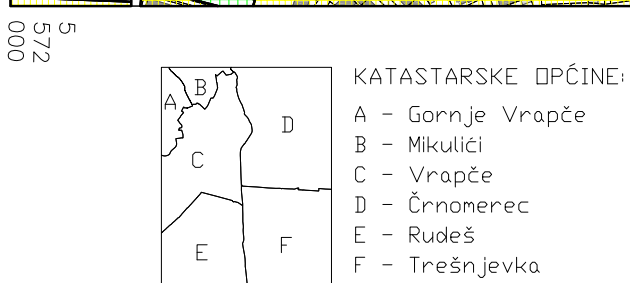 5
572
000
KATASTARSKE OPĆINE:
A - Gornje Vrapče
B - Mikulići
C - Vrapče
D - Črnomerec
E - Rudeš
F - Trešnjevka
A
B
D
C
E
F